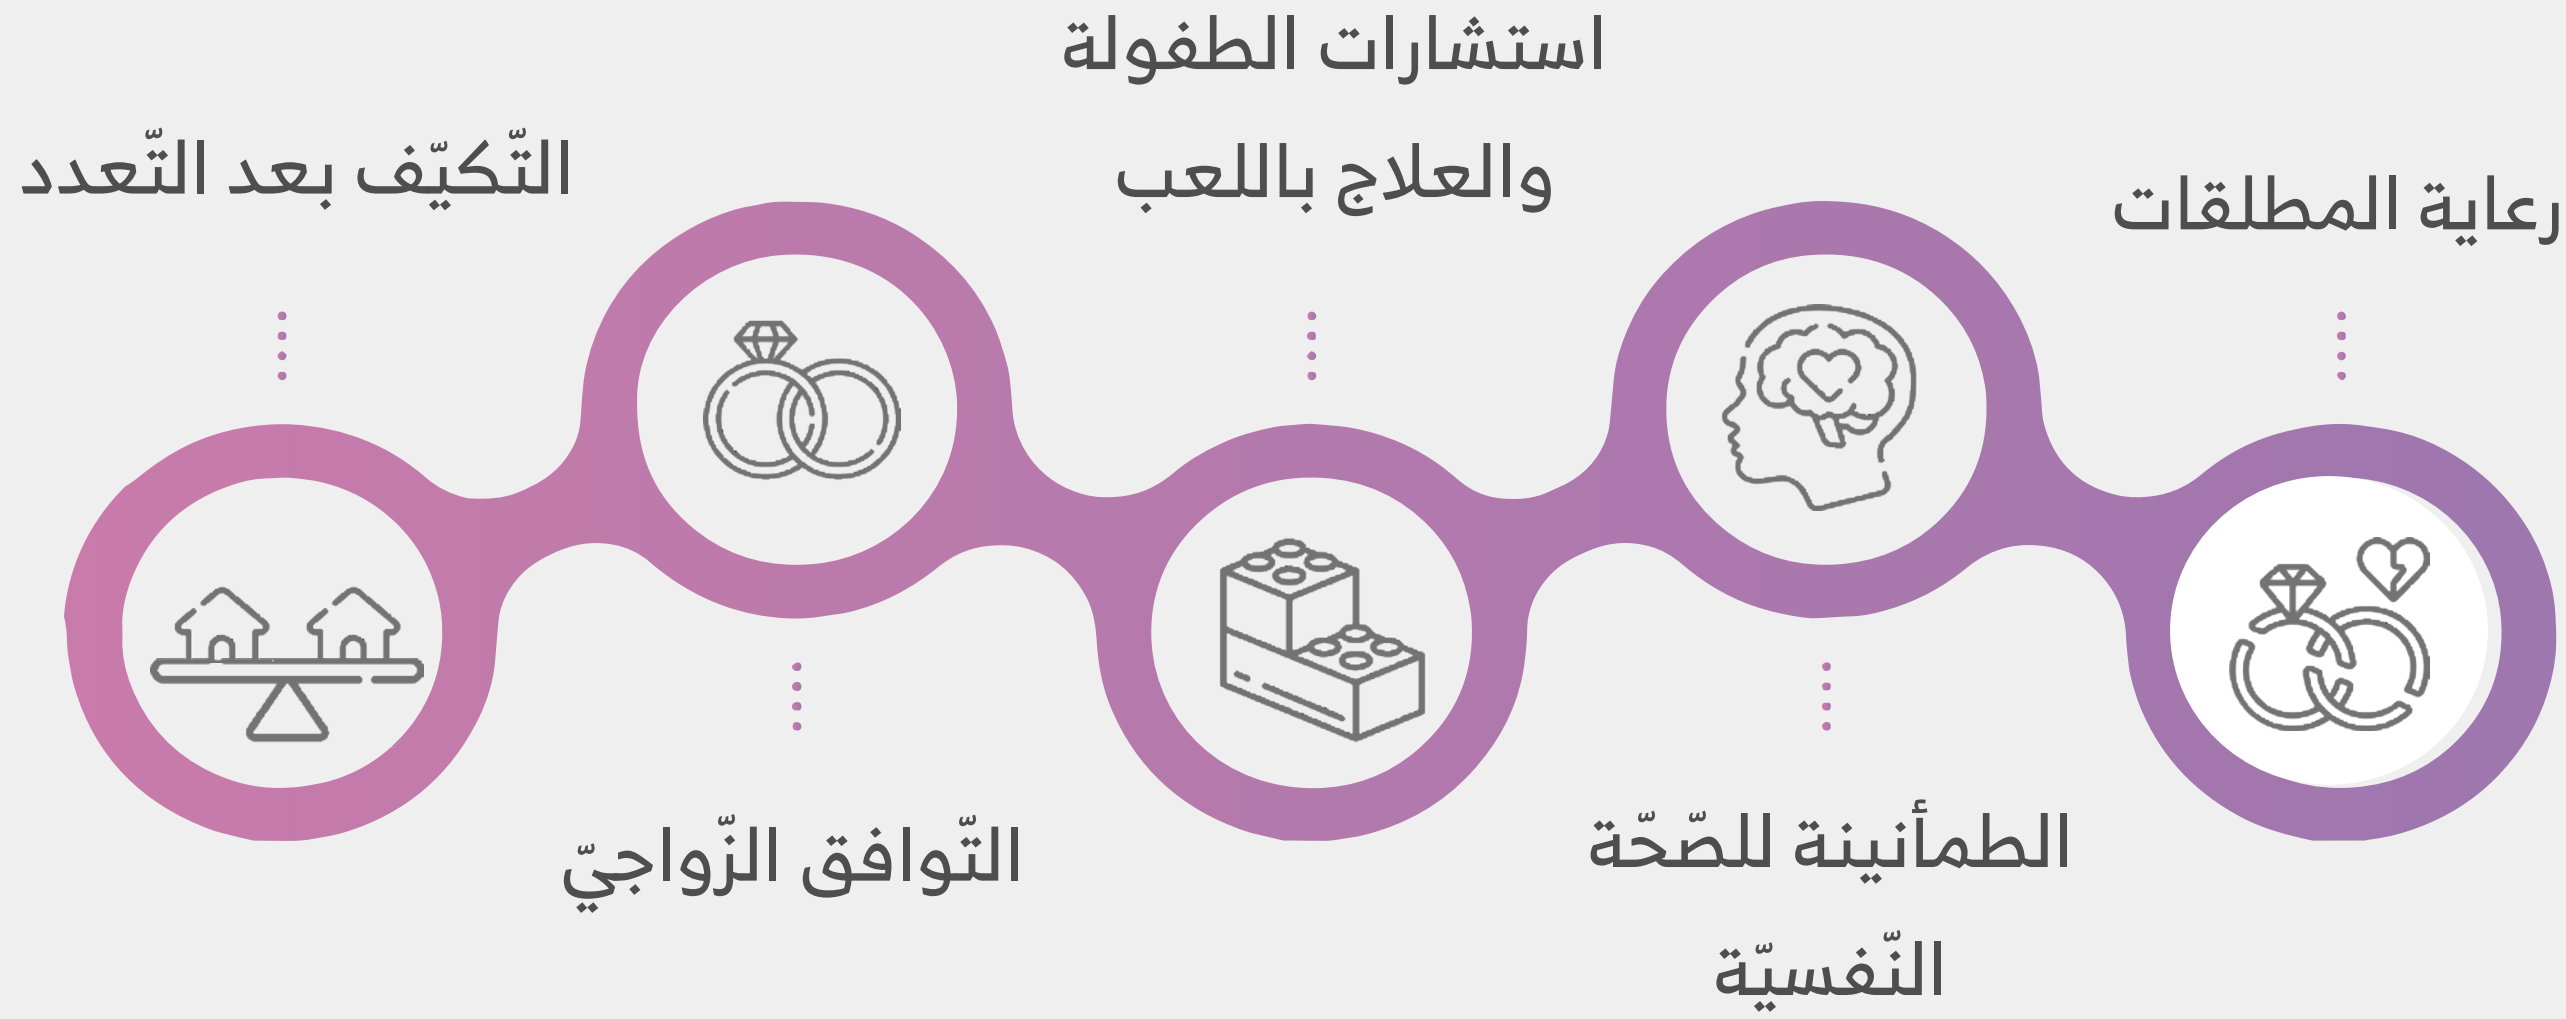 رعاية المطلقات
الطمأنينة للصّحّة
النّفسيّة
استشارات الطفولة
والعلاج باللعب
التّوافق الزّواجيّ
التّكيّف بعد التّعدد